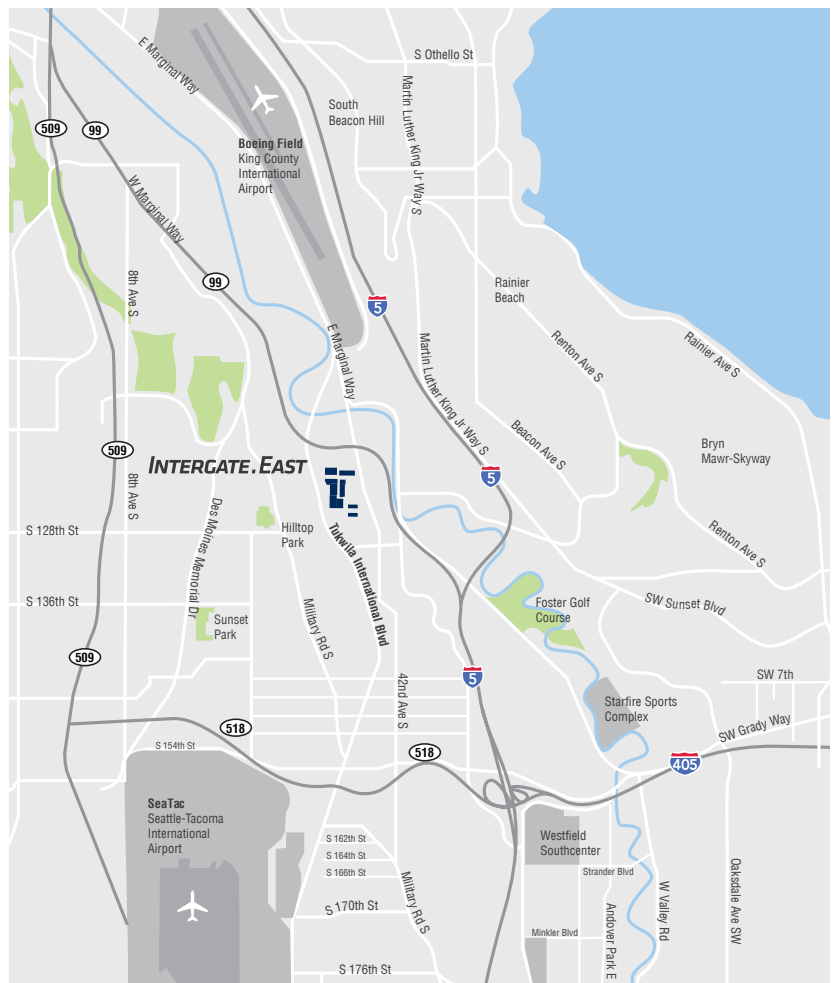 E Marginal Way
S Othello St
Martin Luther King Jr Way S
South
Beacon Hill
509
99
Boeing Field
King County
International
Airport
W Marginal Way
8th Ave S
99
5
Rainier
Beach
E Marginal Way
Martin Luther King Jr Way S
Renton Ave S
Rainier Ave S
Beacon Ave S
Bryn
Mawr-Skyway
509
INTERGATE.EAST
5
8th Ave S
Des Moines Memorial Dr
S 128th St
Hilltop
Park
Tukwila International Blvd
Renton Ave S
S 136th St
Sunset
Park
Military Rd S
Foster Golf
Course
SW Sunset Blvd
509
5
42nd Ave S
SW 7th
Starfire Sports
Complex
SW Grady Way
518
S 154th St
518
405
SeaTac
Seattle-Tacoma
International
Airport
S 162th St
S 164th St
S 166th St
Westfield
Southcenter
Strander Blvd
Military Rd S
S 170th St
Andover Park E
W Valley Rd
Oaksdale Ave SW
Minkler Blvd
S 176th St